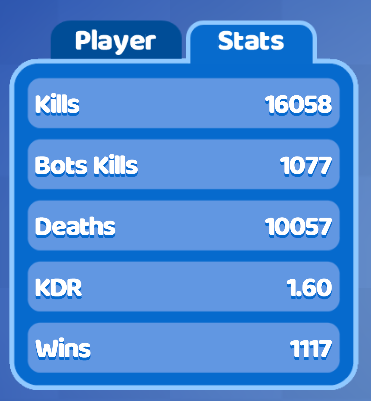 Player Stats
Kills 16058
Bots Kills 1077
Deaths 10057
KDR 1.60
Wins 1117